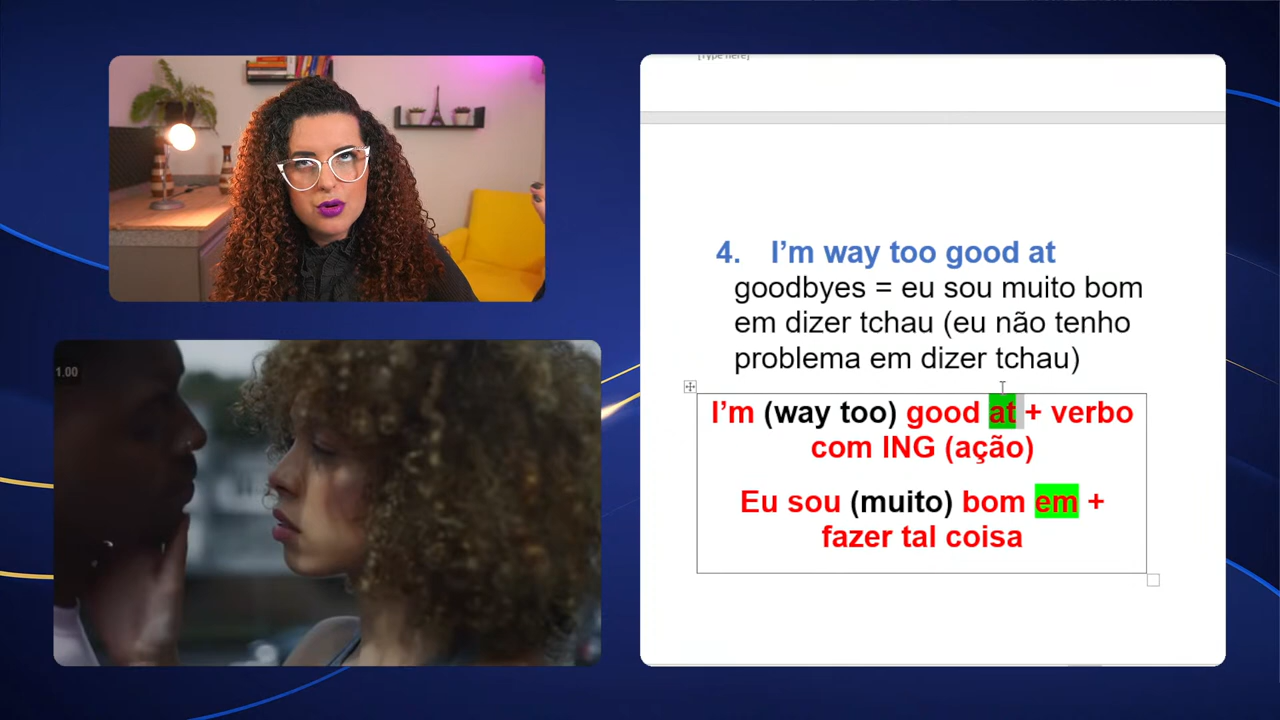 [Type here]
4. I’m way too good at
goodbyes = eu sou muito bom
em dizer tchau (eu não tenho
problema em dizer tchau)
1.00
I’m (way too) good at + verbo
com ING (ação)
Eu sou (muito) bom em +
fazer tal coisa